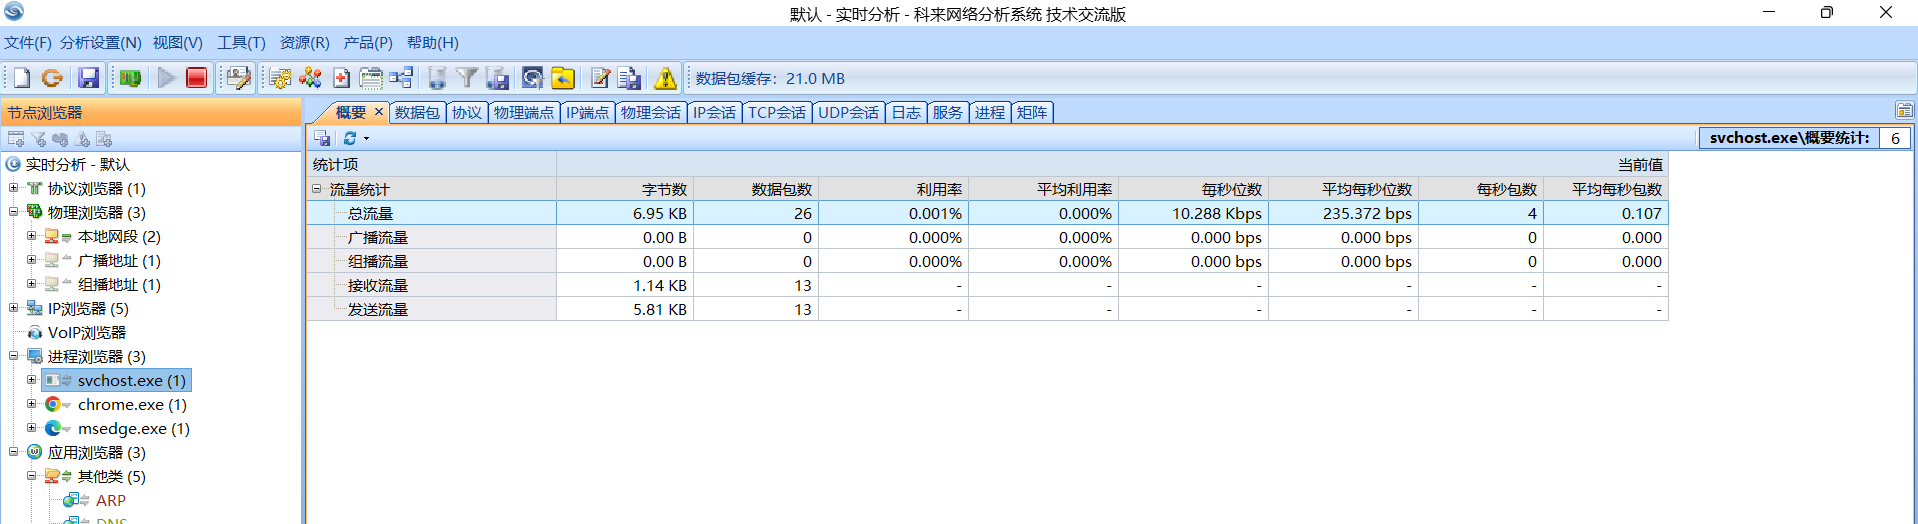 默认 - 实时分析 - 科来网络分析系统 技术交流版
文件(F) 分析设置(N) 视图(V) 工具(T) 资源(R) 产品(P) 帮助(H)
数据包缓存：21.0 MB
节点浏览器
概要 数据包 协议 物理端点 IP端点 物理会话 IP会话 TCP会话 UDP会话 日志 服务 进程 矩阵
svchost.exe\概要统计: 6
实时分析 - 默认
协议浏览器 (1)
物理浏览器 (3)
本地网段 (2)
广播地址 (1)
组播地址 (1)
IP浏览器 (5)
VoIP浏览器
进程浏览器 (3)
svchost.exe (1)
chrome.exe (1)
msedge.exe (1)
应用浏览器 (3)
其他类 (5)
ARP
DNS
统计项 当前值
流量统计 字节数 数据包数 利用率 平均利用率 每秒位数 平均每秒位数 每秒包数 平均每秒包数
总流量 6.95 KB 26 0.001% 0.000% 10.288 Kbps 235.372 bps 4 0.107
广播流量 0.00 B 0 0.000% 0.000% 0.000 bps 0.000 bps 0 0.000
组播流量 0.00 B 0 0.000% 0.000% 0.000 bps 0.000 bps 0 0.000
接收流量 1.14 KB 13 - - - - - -
发送流量 5.81 KB 13 - - - - - -